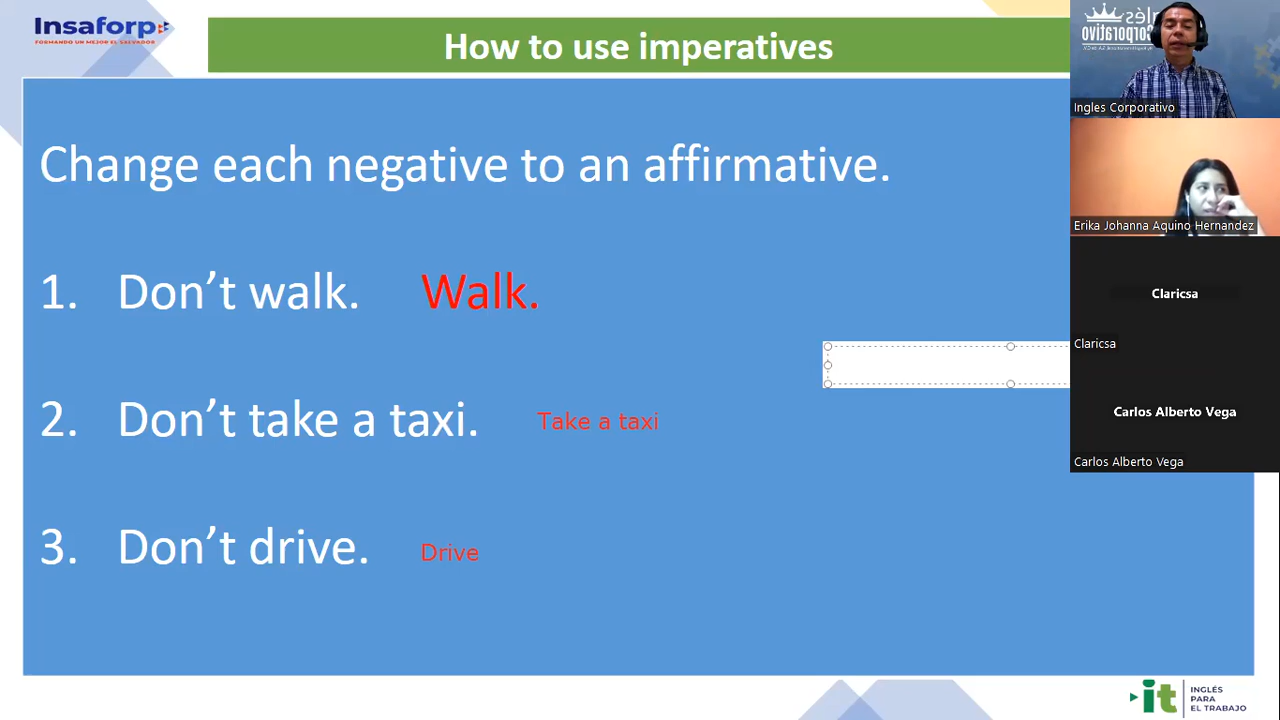 Insaforp
FORMANDO UN MEJOR EL SALVADOR
How to use imperatives
Change each negative to an affirmative.
1. Don’t walk. Walk.
2. Don’t take a taxi. Take a taxi
3. Don’t drive. Drive
Ingles Corporativo
Erika Johanna Aquino Hernandez
Claricsa
Claricsa
Carlos Alberto Vega
Carlos Alberto Vega
it
INGLÉS
PARA
EL TRABAJO